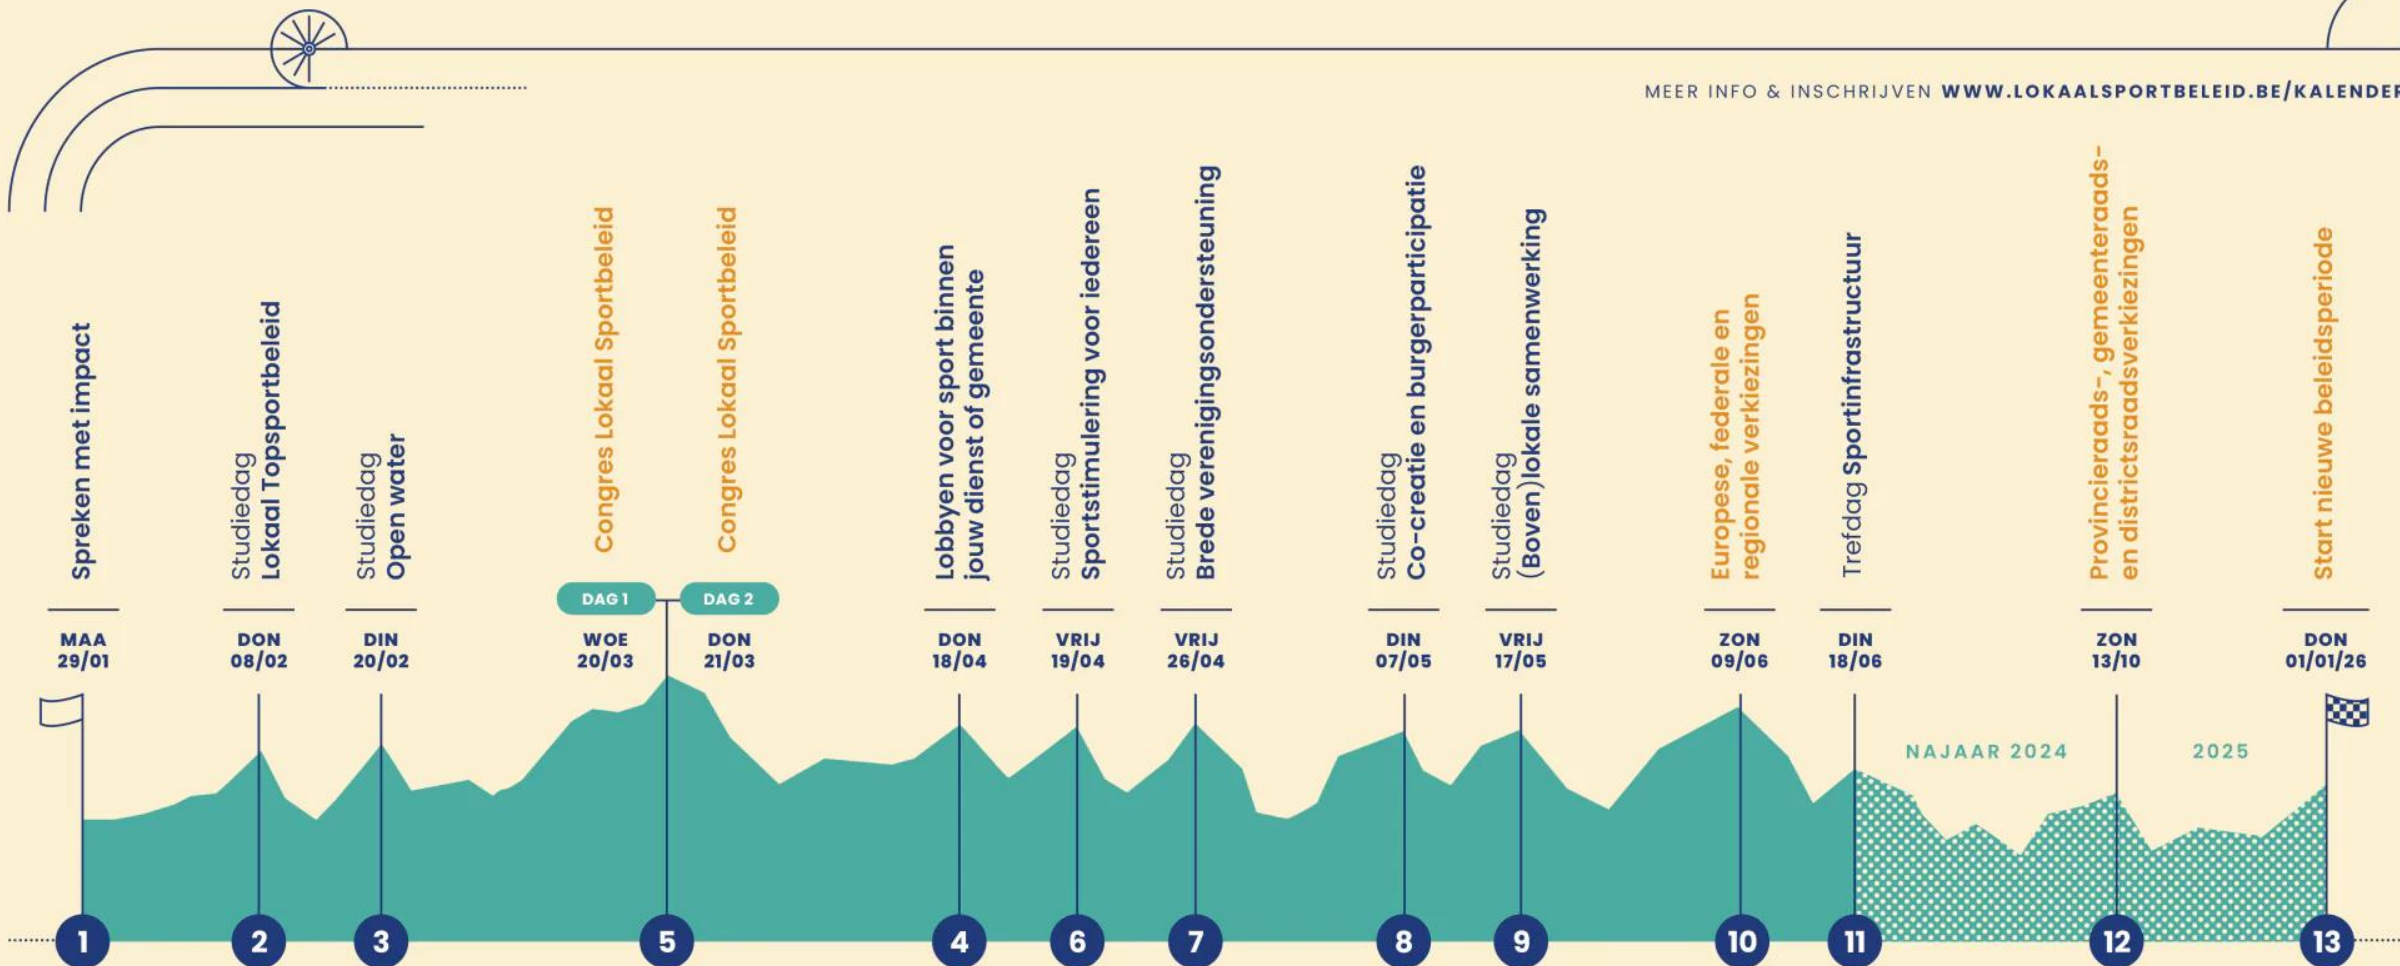 MEER INFO & INSCHRIJVEN WWW.LOKAALSPORTBELEID.BE/KALENDER
Spreken met impact
MAA
29/01
1
Studiedag
Lokaal Topsportbeleid
DON
08/02
2
Studiedag
Open water
DIN
20/02
3
Congres Lokaal Sportbeleid
DAG 1
WOE
20/03
Congres Lokaal Sportbeleid
DAG 2
DON
21/03
5
Lobbyen voor sport binnen
jouw dienst of gemeente
DON
18/04
4
Studiedag
Sportstimulering voor iedereen
VRIJ
19/04
6
Studiedag
Brede verenigingsondersteuning
VRIJ
26/04
7
Studiedag
Co-creatie en burgerparticipatie
DIN
07/05
8
Studiedag
(Boven)lokale samenwerking
VRIJ
17/05
9
Europese, federale en
regionale verkiezingen
ZON
09/06
10
Trefdag Sportinfrastructuur
DIN
18/06
11
NAJAAR 2024
Provincieraads-, gemeenteraads-
en districtsraadsverkiezingen
ZON
13/10
12
2025
Start nieuwe beleidsperiode
DON
01/01/26
13